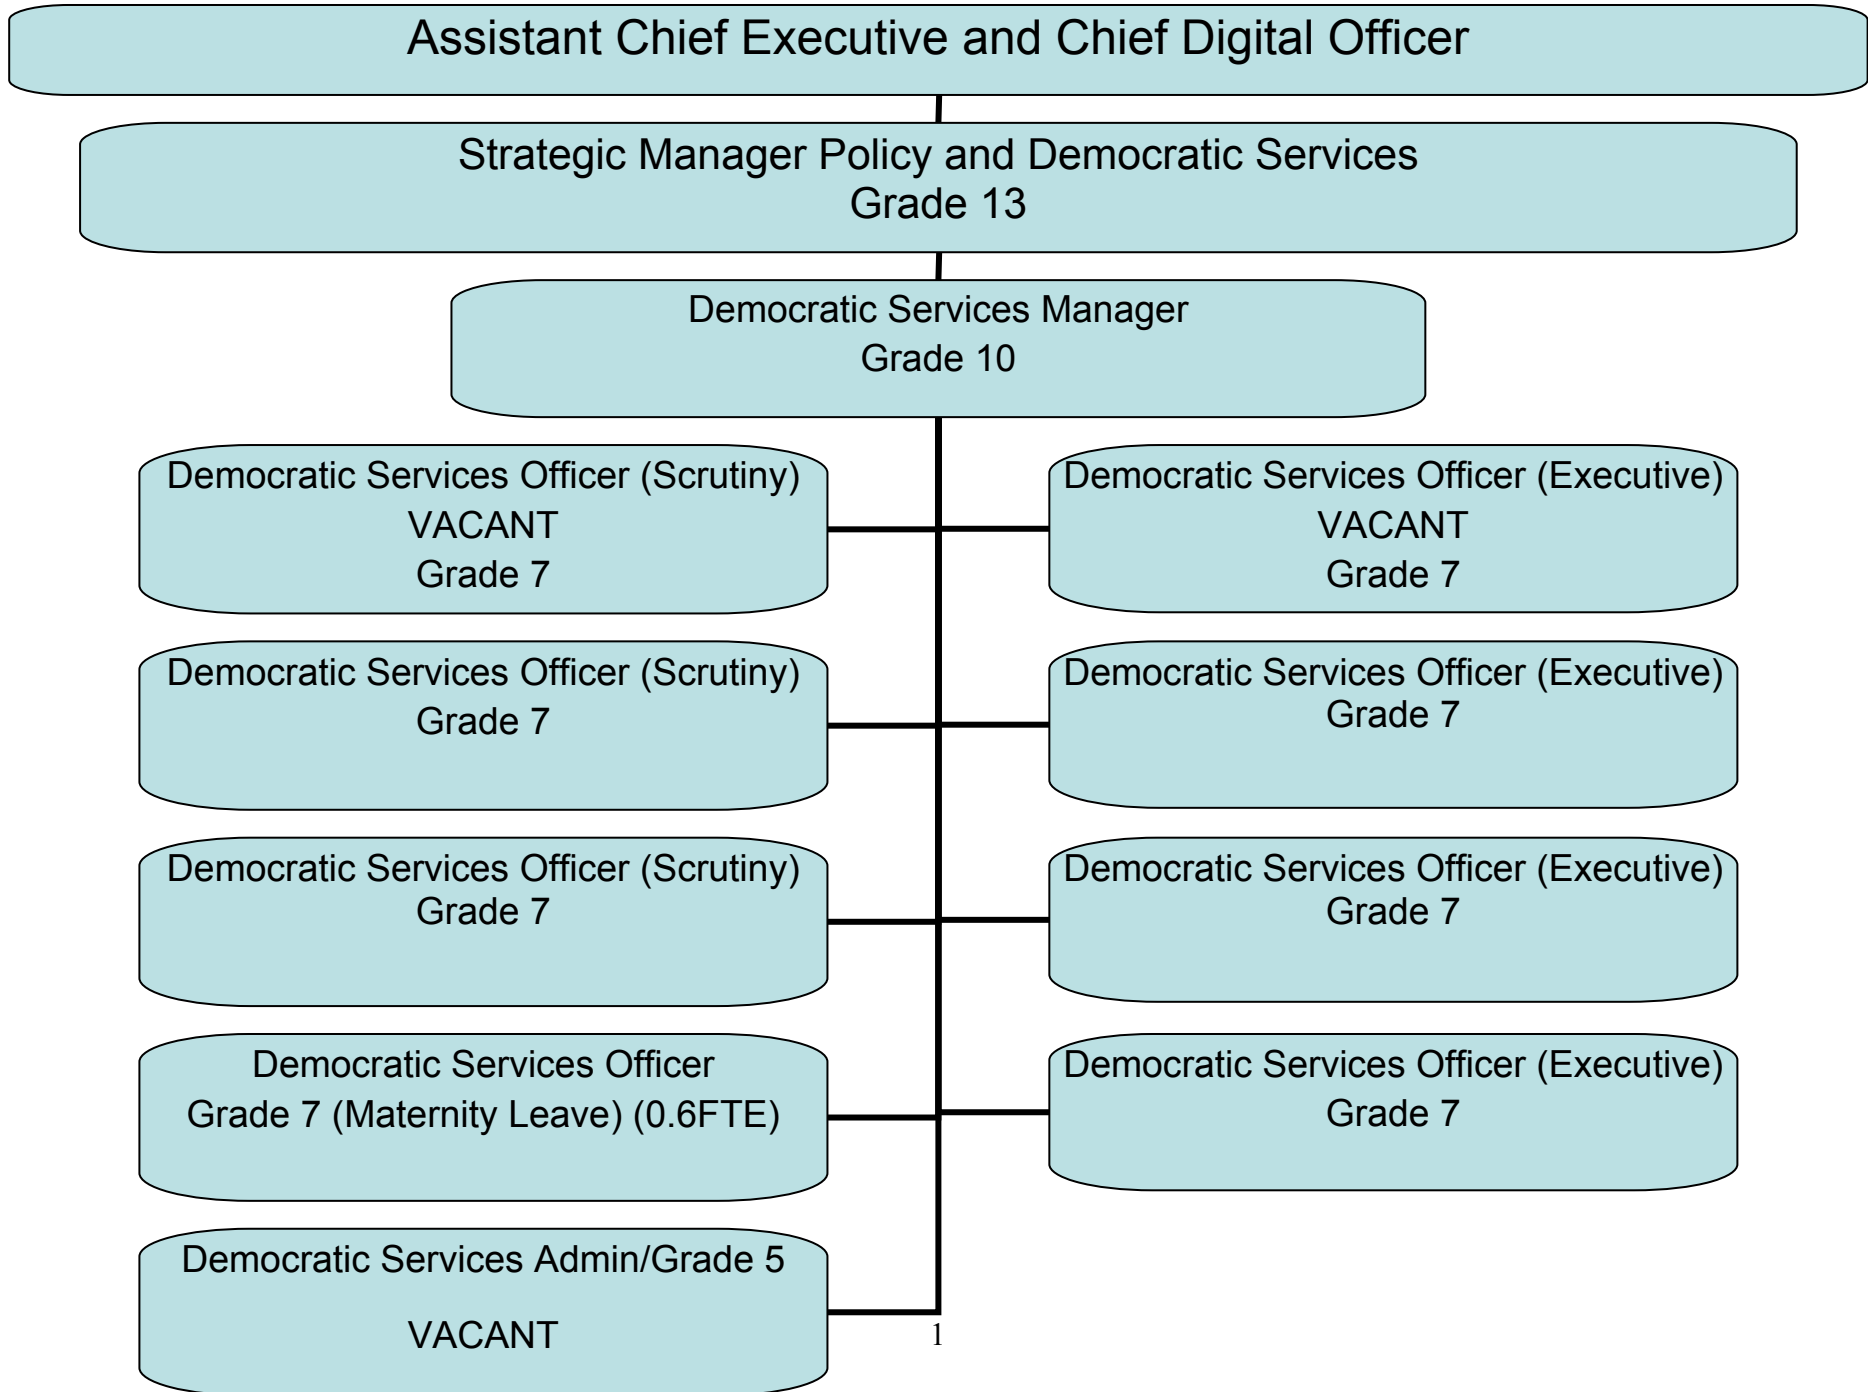 Assistant Chief Executive and Chief Digital Officer
Strategic Manager Policy and Democratic Services
Grade 13
Democratic Services Manager
Grade 10
Democratic Services Officer (Scrutiny)
VACANT
Grade 7
Democratic Services Officer (Executive)
VACANT
Grade 7
Democratic Services Officer (Scrutiny)
Grade 7
Democratic Services Officer (Executive)
Grade 7
Democratic Services Officer (Scrutiny)
Grade 7
Democratic Services Officer (Executive)
Grade 7
Democratic Services Officer
Grade 7 (Maternity Leave) (0.6FTE)
Democratic Services Officer (Executive)
Grade 7
Democratic Services Admin/Grade 5
VACANT
1